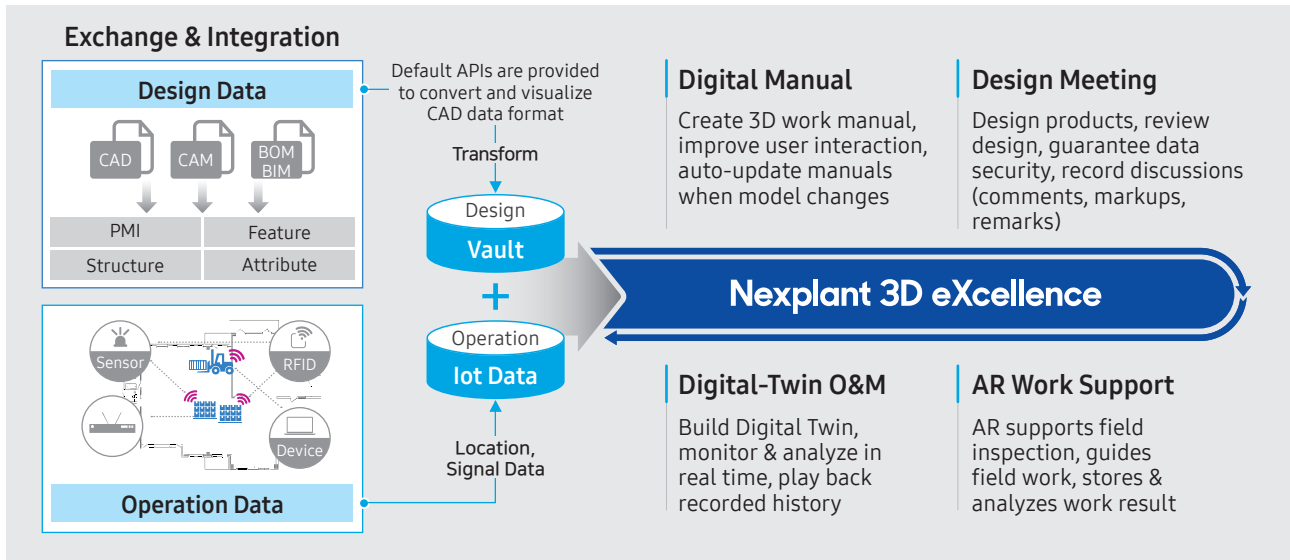 Exchange & Integration
Design Data
CAD
CAM
BOM
BIM
PMI
Feature
Structure
Attribute
Default APIs are provided
to convert and visualize
CAD data format
Transform
Design
Vault
+
Operation
Iot Data
Location,
Signal Data
Sensor
RFID
Device
Operation Data
Digital Manual
Create 3D work manual,
improve user interaction,
auto-update manuals
when model changes
Design Meeting
Design products, review
design, guarantee data
security, record discussions
(comments, markups,
remarks)
Nexplant 3D eXcellence
Digital-Twin O&M
Build Digital Twin,
monitor & analyze in
real time, play back
recorded history
AR Work Support
AR supports field
inspection, guides
field work, stores &
analyzes work result